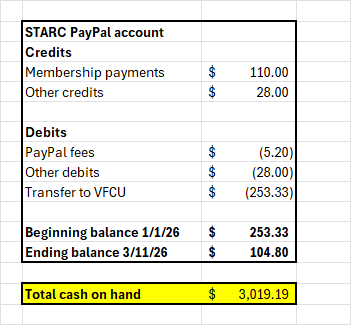 STARC PayPal account
Credits
Membership payments $ 110.00
Other credits $ 28.00
Debits
PayPal fees $ (5.20)
Other debits $ (28.00)
Transfer to VFCU $ (253.33)
Beginning balance 1/1/26 $ 253.33
Ending balance 3/11/26 $ 104.80
Total cash on hand $ 3,019.19